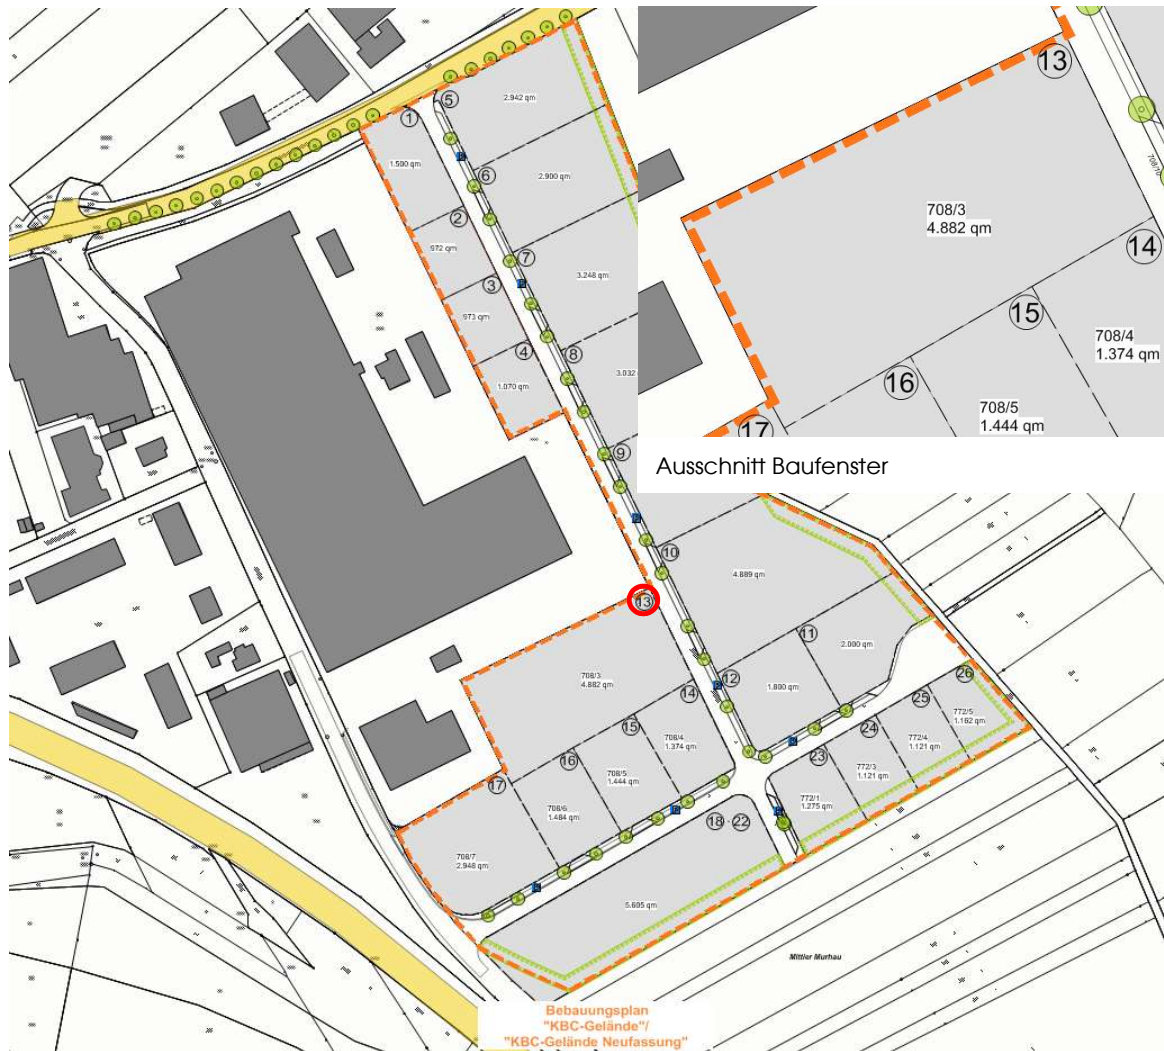 1
5
2.942 qm
1.500 qm
6
2.900 qm
2
972 qm
7
3.248 qm
3
973 qm
4
8
1.070 qm
3.032
9
10
4.889 qm
13
708/3
4.882 qm
11
2.000 qm
12
1.800 qm
14
15
708/4
1.374 qm
16
708/5
1.444 qm
17
708/6
1.484 qm
708/7
2.948 qm
26
25
24
23
772/5
1.162 qm
772/4
1.121 qm
772/3
1.121 qm
772/1
1.275 qm
18 - 22
5.605 qm
Mittler Murhau
13
708/3
4.882 qm
14
15
708/4
1.374 qm
16
708/5
1.444 qm
17
708/10
Ausschnitt Baufenster
Bebauungsplan
"KBC-Gelände"/
"KBC-Gelände Neufassung"